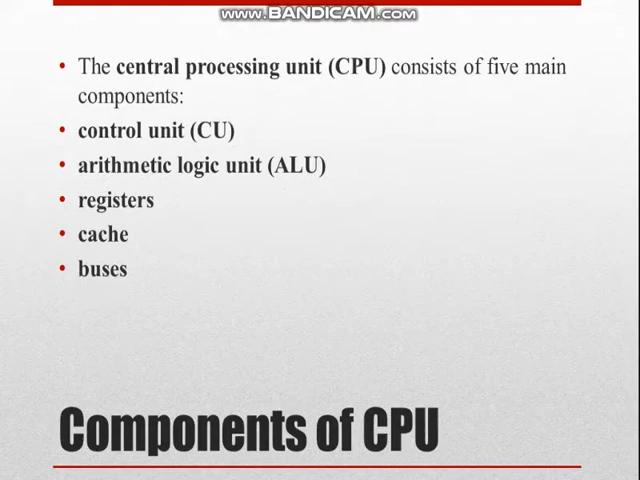 www.BANDICAM.com
• The central processing unit (CPU) consists of five main
components:
• control unit (CU)
• arithmetic logic unit (ALU)
• registers
• cache
• buses
Components of CPU